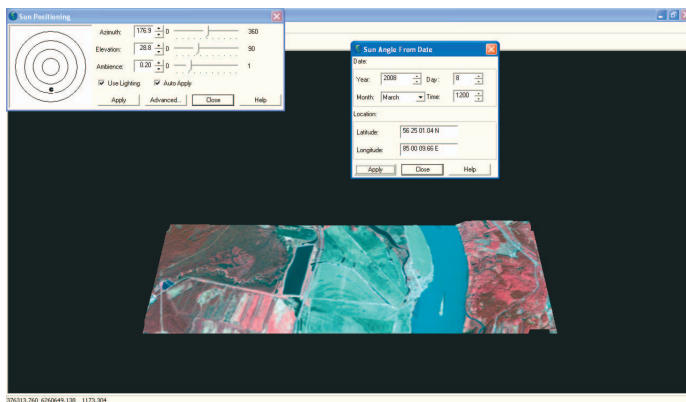 Sun Positioning
Azimuth: 176.9 0 360
Elevation: 28.8 0 90
Ambience: 0.20 0 1
Use Lighting Auto Apply
Apply Advanced... Close Help
Sun Angle From Date
Date:
Year: 2008 Day: 8
Month: March Time: 1200
Location:
Latitude: 56 25 01.04 N
Longitude: 85 00 09.66 E
Apply Close Help
376313.760 6260649.138 1173.304